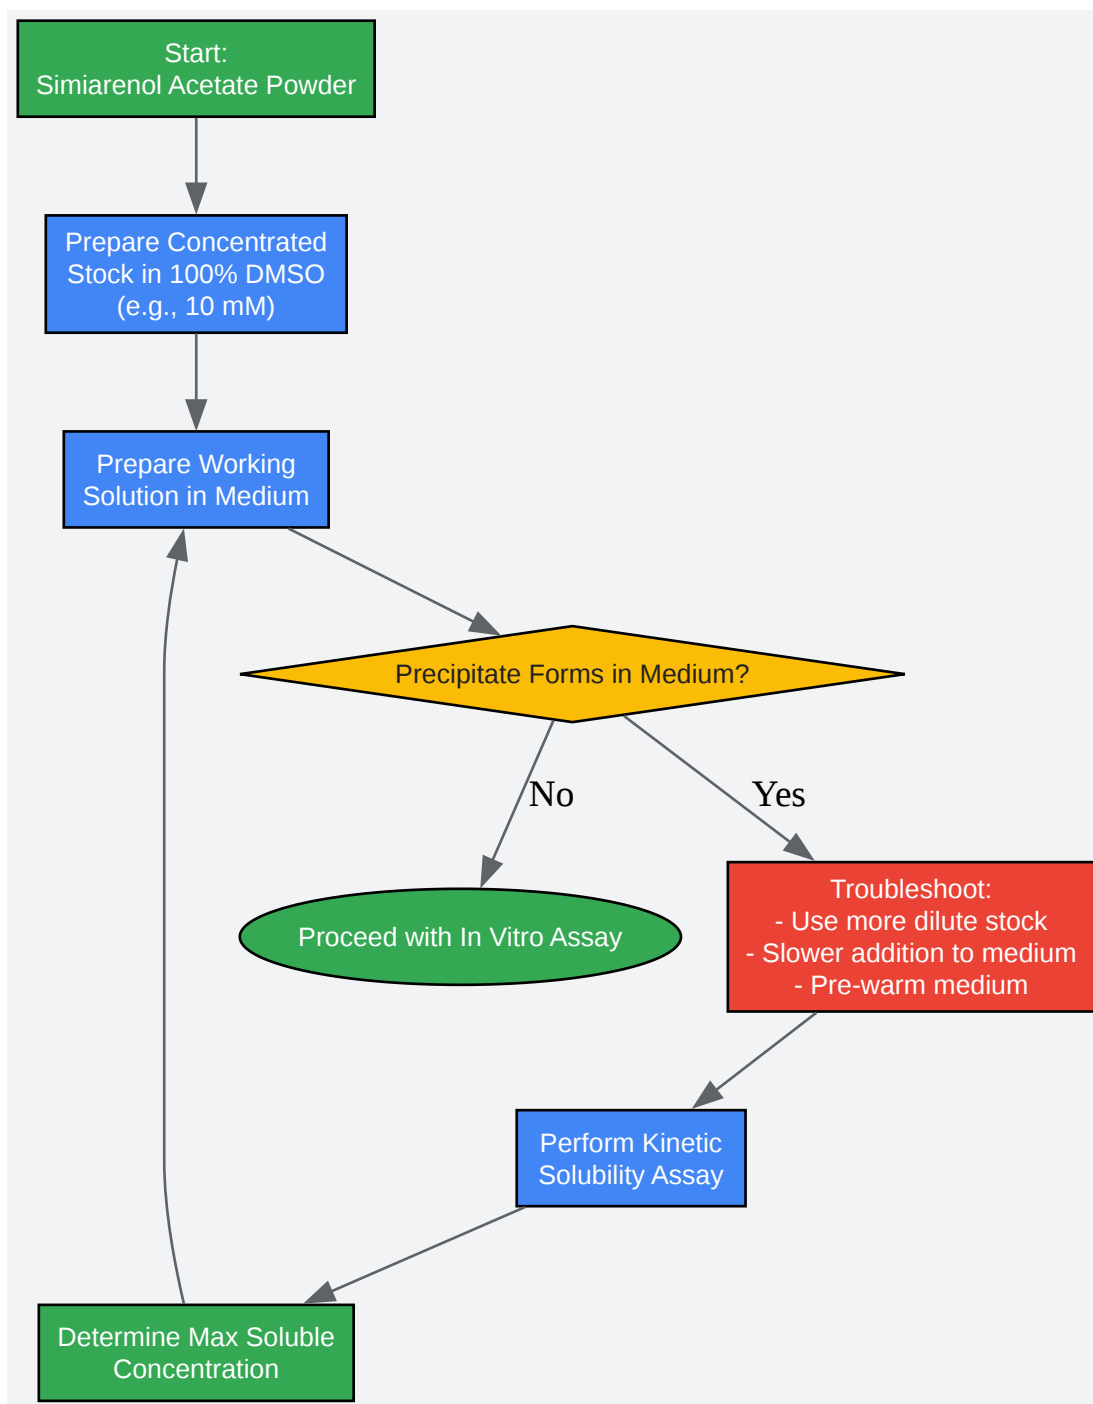 Start:
Simiarenol Acetate Powder
Prepare Concentrated
Stock in 100% DMSO
(e.g., 10 mM)
Prepare Working
Solution in Medium
Precipitate Forms in Medium?
No
Yes
Proceed with In Vitro Assay
Troubleshoot:
- Use more dilute stock
- Slower addition to medium
- Pre-warm medium
Perform Kinetic
Solubility Assay
Determine Max Soluble
Concentration